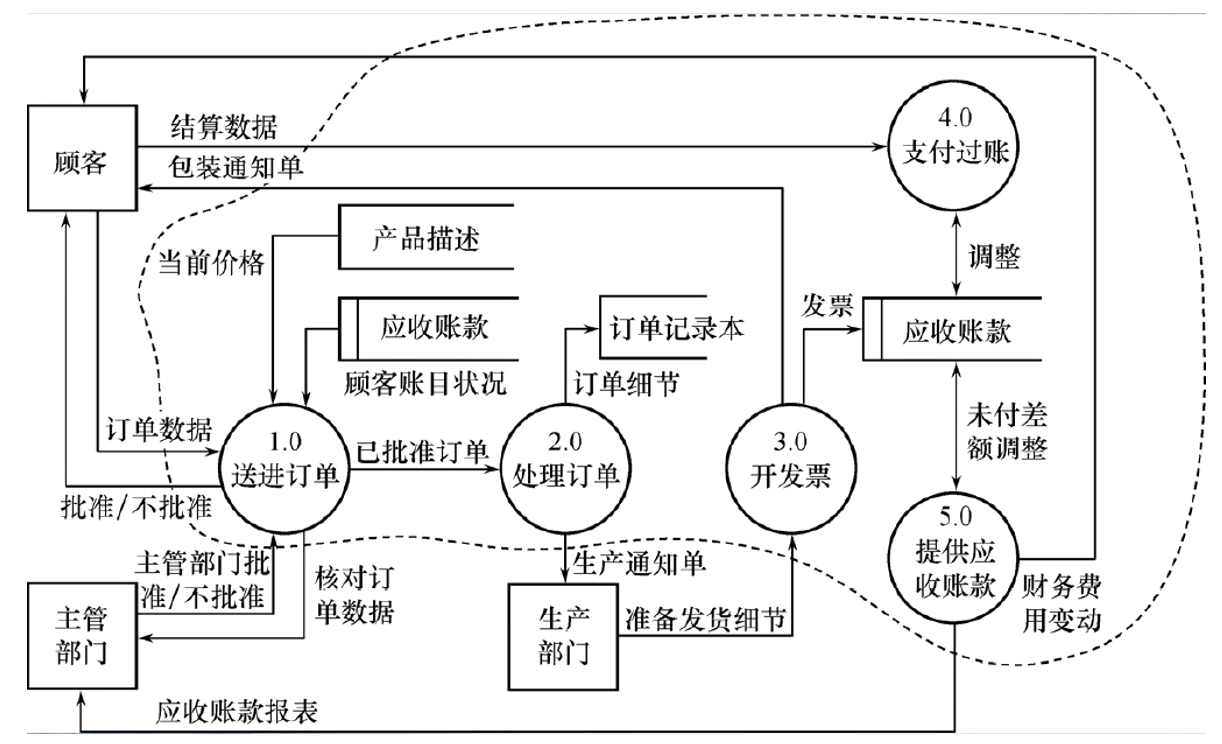 4.0
支付过账
结算数据
顾客
包装通知单
产品描述
当前价格
调整
发票
应收账款
订单记录本
应收账款
顾客账目状况
订单细节
未付差
额调整
订单数据
1.0
送进订单
已批准订单
2.0
处理订单
3.0
开发票
批准/不批准
5.0
提供应
收账款
主管部门批
准/不批准
核对订
单数据
生产通知单
财务费
用变动
主管
部门
生产
部门
准备发货细节
应收账款报表